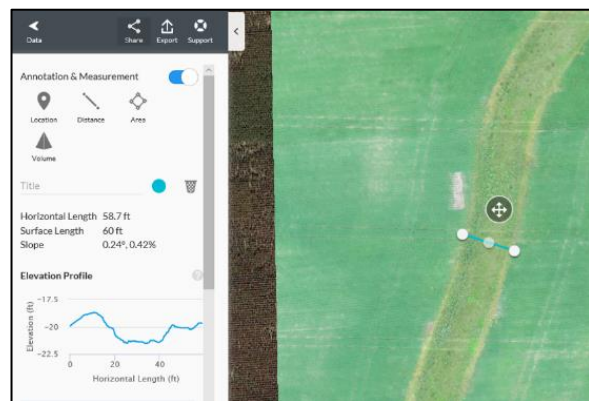 Data Share Export Support
Annotation & Measurement
Location Distance Area
Volume
Title
Horizontal Length 58.7 ft
Surface Length 60 ft
Slope 0.24°, 0.42%
Elevation Profile
Elevation (ft)
-17.5
-20
-22.5
0 20 40
Horizontal Length (ft)